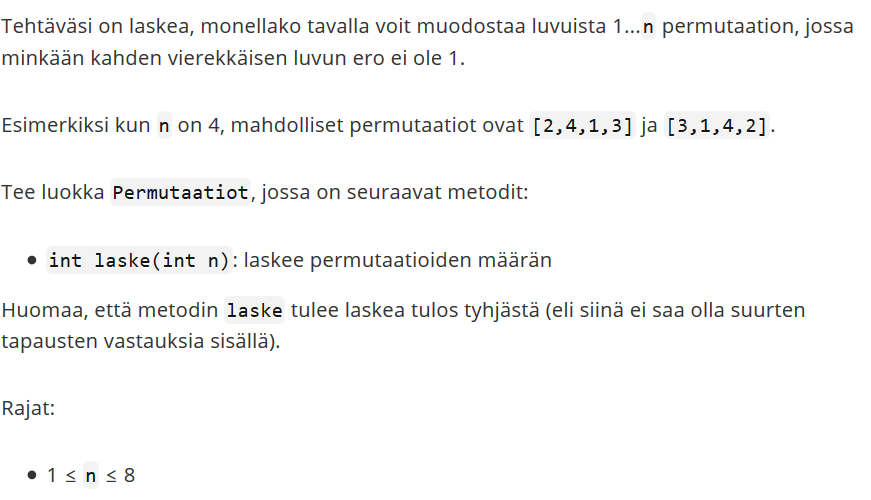 Tehtäväsi on laskea, monellako tavalla voit muodostaa luvuista 1...n permutaation, jossa
minkään kahden vierekkäisen luvun ero ei ole 1.
Esimerkiksi kun n on 4, mahdolliset permutaatiot ovat [2,4,1,3] ja [3,1,4,2].
Tee luokka Permutaatiot, jossa on seuraavat metodit:
• int laske(int n): laskee permutaatioiden määrän
Huomaa, että metodin laske tulee laskea tulos tyhjästä (eli siinä ei saa olla suurten
tapausten vastauksia sisällä).
Rajat:
• 1 ≤ n ≤ 8